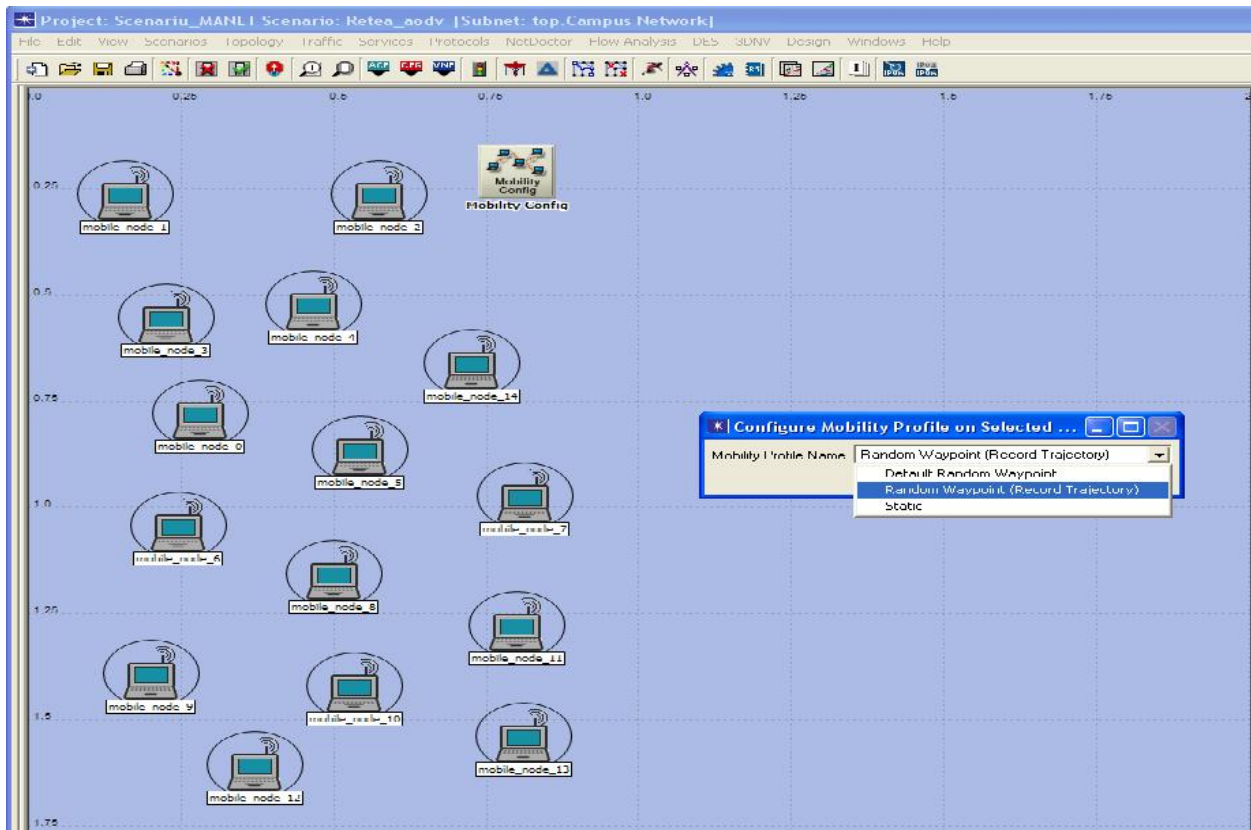 Project: Scenariu_MANET Scenario: Retea_aodv [Subnet: top.Campus Network]
File Edit View Scenarios Topology Traffic Services Protocols NetDoctor Flow Analysis DES 3DNV Design Windows Help
0.25 0.5 0.75 1.0 1.25 1.5 1.75
Mobility
Config
Mobility Config
0.25
mobile_node_1 mobile_node_2
0.5
mobile_node_4
mobile_node_3
mobile_node_14
0.75
Configure Mobility Profile on Selected ...
mobile_node_0
Mobility Profile Name Random Waypoint (Record Trajectory)
Default Random Waypoint
mobile_node_5
Random Waypoint (Record Trajectory)
1.0
Static
mobile_node_7
mobile_node_6
mobile_node_8
1.25
mobile_node_11
mobile_node_9
1.5
mobile_node_10
mobile_node_13
mobile_node_12
1.75